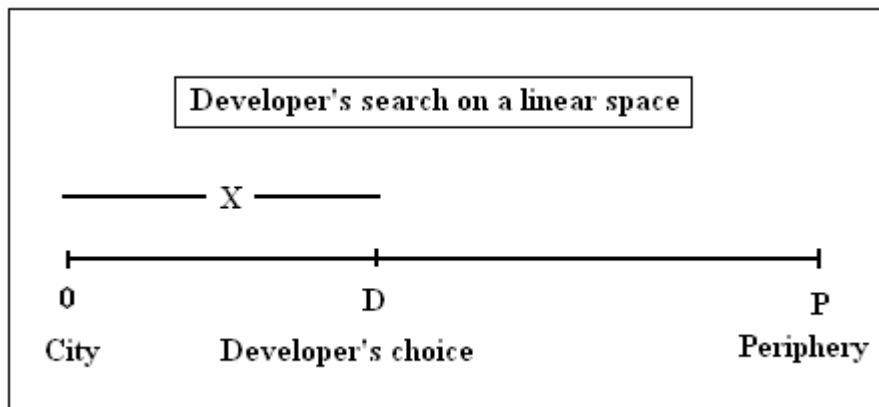 Developer's search on a linear space
X
0 D P
City Developer's choice Periphery